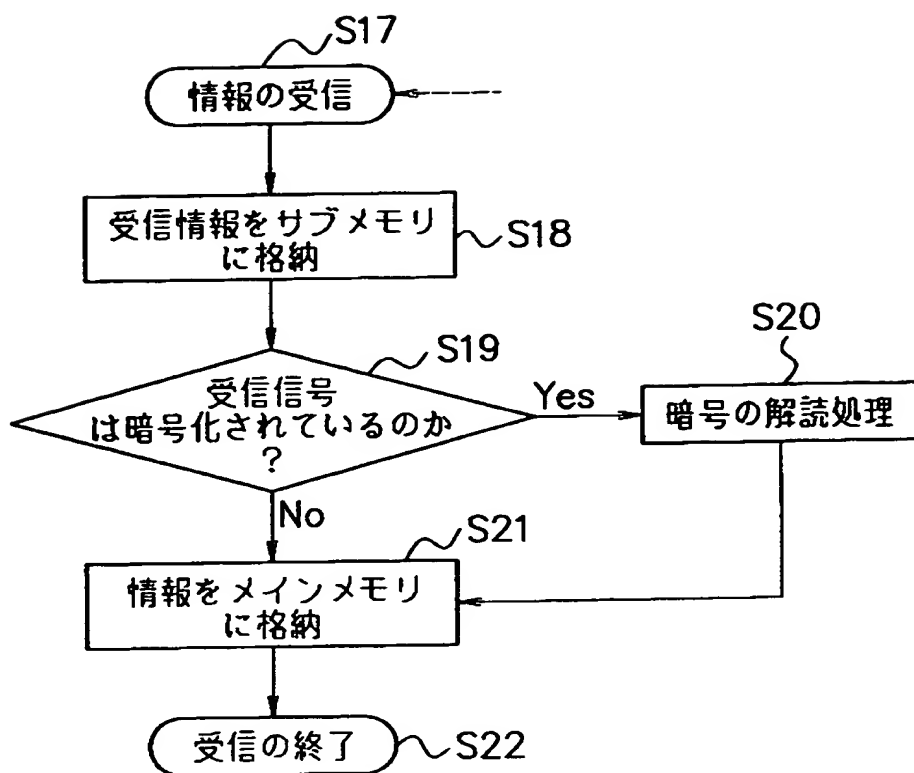 S17
情報の受信
受信情報をサブメモリ
に格納
S18
S19
受信信号
は暗号化されているのか
?
Yes
S20
暗号の解読処理
No
S21
情報をメインメモリ
に格納
受信の終了
S22